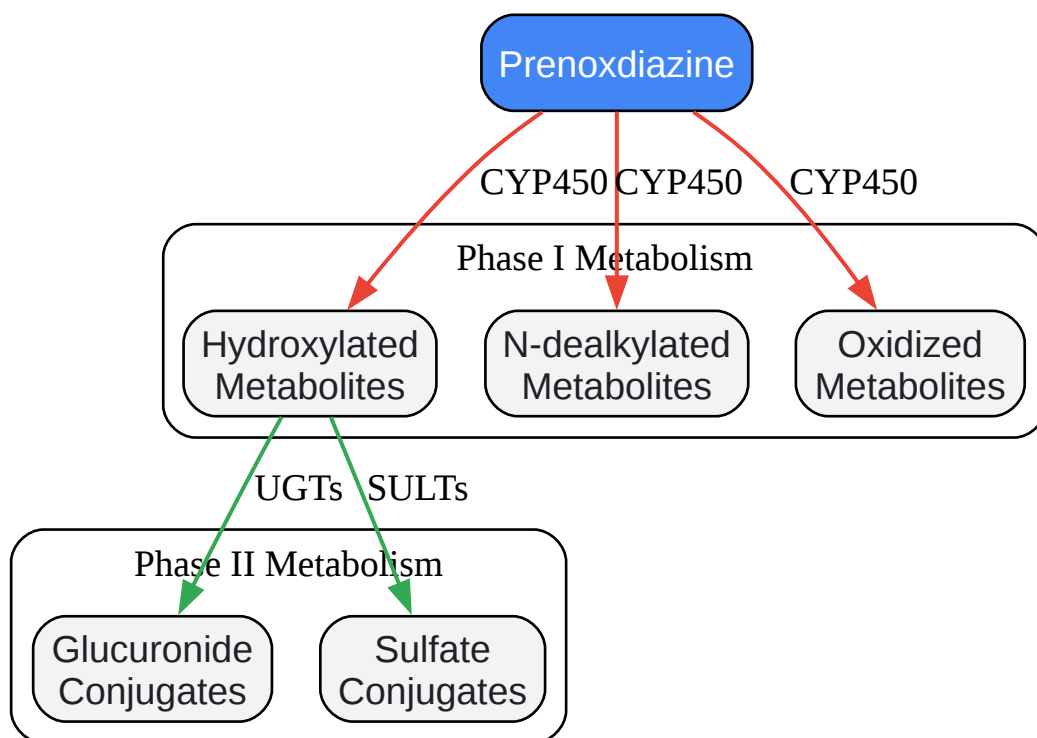 Prenoxdiazine
CYP450 CYP450 CYP450
Phase I Metabolism
Hydroxylated
Metabolites
N-dealkylated
Metabolites
Oxidized
Metabolites
UGTs SULTs
Phase II Metabolism
Glucuronide
Conjugates
Sulfate
Conjugates